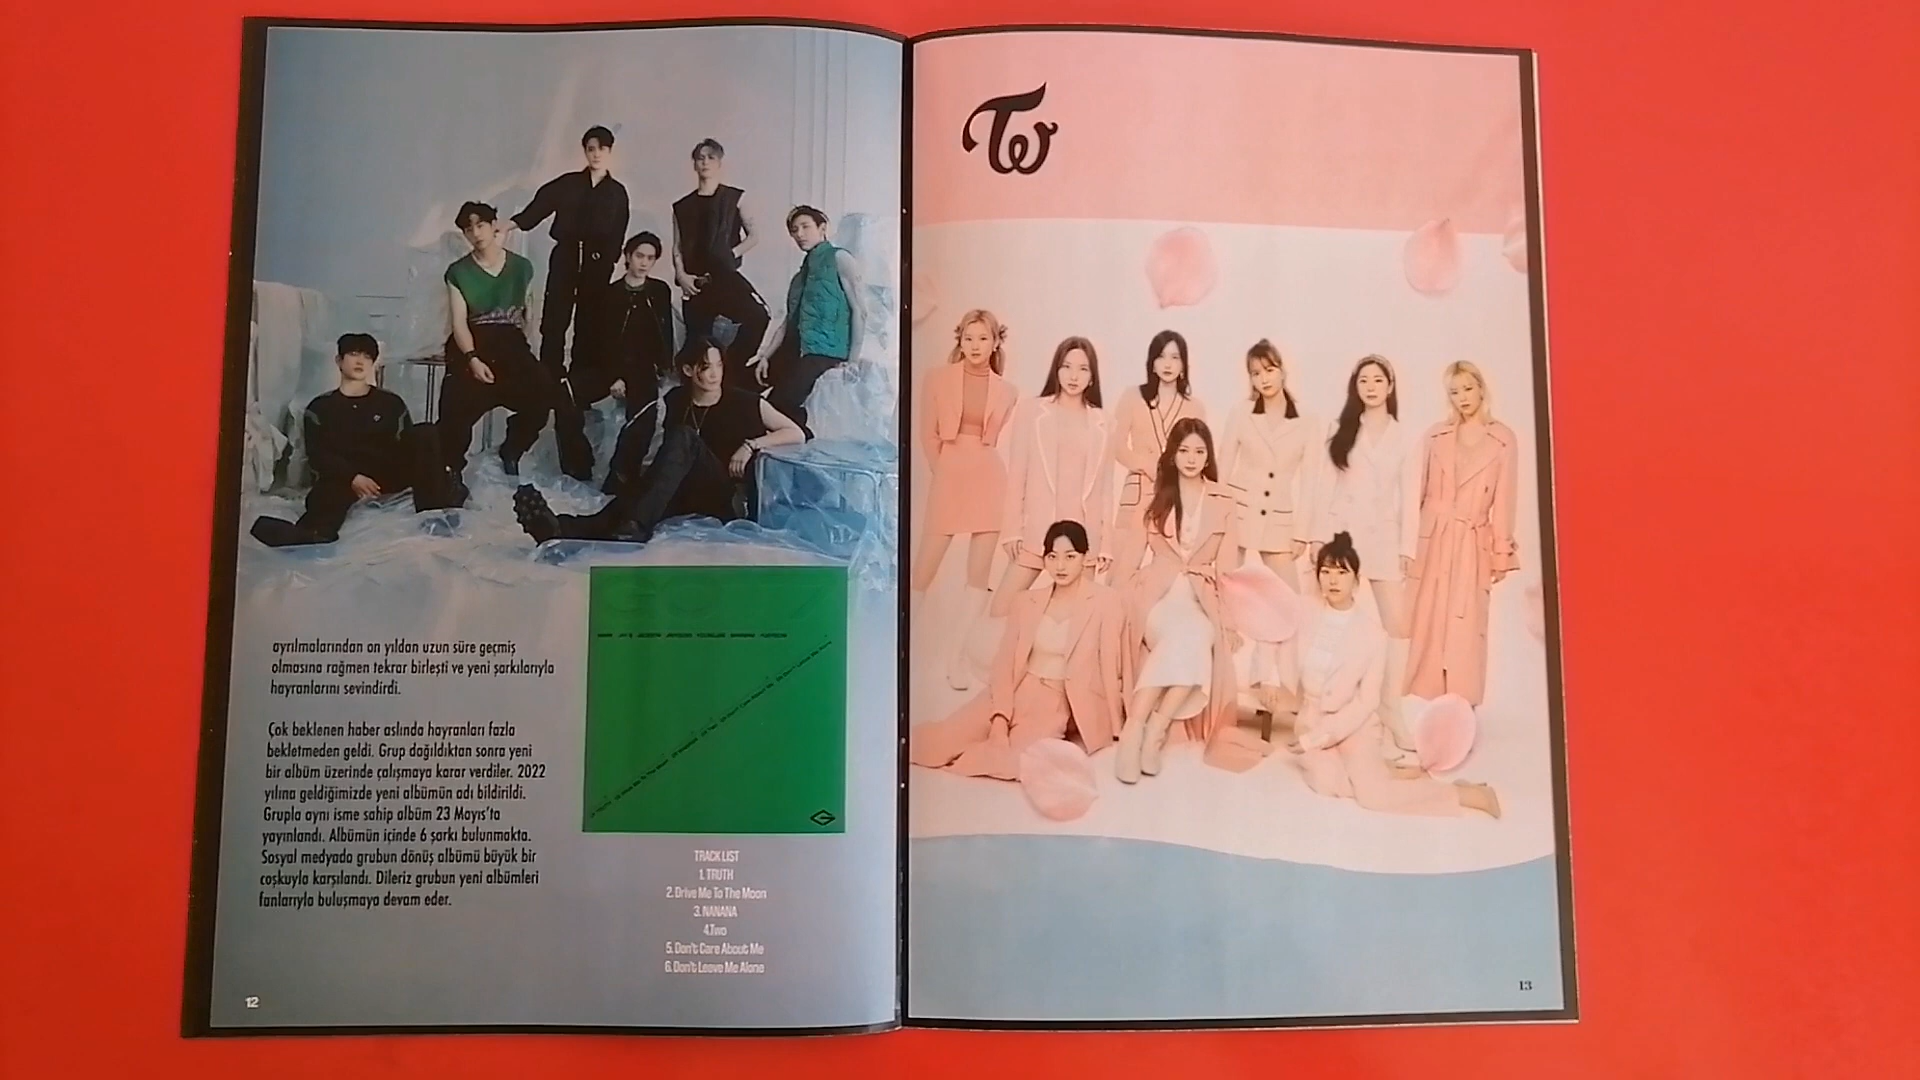 ayrılmalarından on yıldan uzun süre geçmiş
olmasına rağmen tekrar birleşti ve yeni şarkılarıyla
hayranlarını sevindirdi.
Çok beklenen haber aslında hayranları fazla
bekletmeden geldi. Grup dağıldıktan sonra yeni
bir albüm üzerinde çalışmaya karar verdiler. 2022
yılına geldiğimizde yeni albümün adı bildirildi.
Grupla aynı isme sahip albüm 23 Mayıs'ta
yayınlandı. Albümün içinde 6 şarkı bulunmakta.
Sosyal medyada grubun dönüş albümü büyük bir
coşkuyla karşılandı. Dileriz grubun yeni albümleri
fanlarıyla buluşmaya devam eder.
TRACK LIST
1. TRUTH
2. Drive Me To The Moon
3. NANANA
4.Two
5. Don't Care About Me
6. Don't Leave Me Alone
12
TW
13